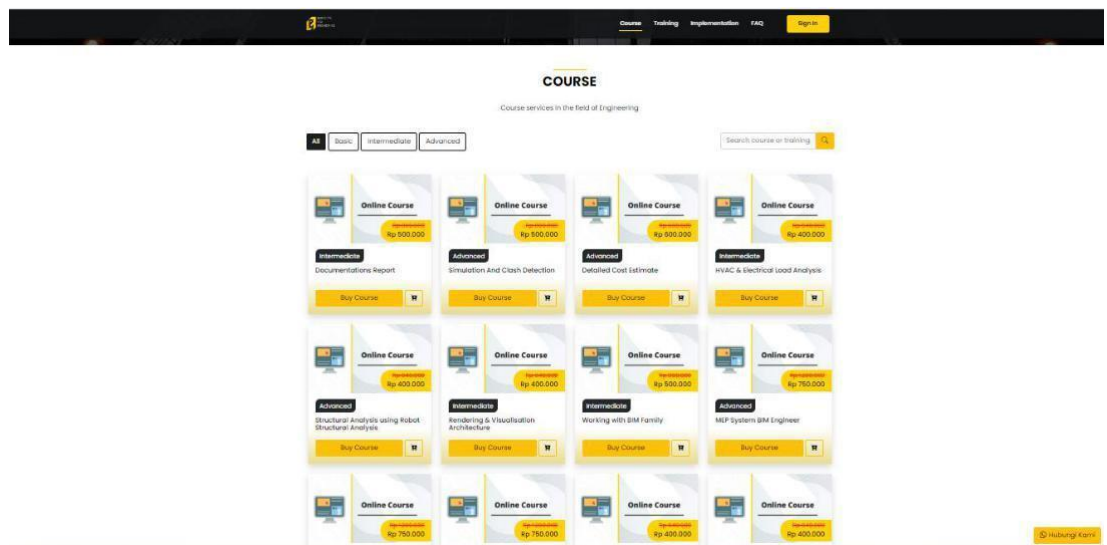 Course Training Implementation FAQ Sign In
COURSE
Course services in the field of Engineering
All Basic Intermediate Advanced
Search course or training
Online Course
Rp 500.000
Intermediate
Documentations Report
Buy Course
Online Course
Rp 500.000
Advanced
Simulation And Clash Detection
Buy Course
Online Course
Rp 600.000
Advanced
Detailed Cost Estimate
Buy Course
Online Course
Rp 400.000
Intermediate
HVAC & Electrical Load Analysis
Buy Course
Online Course
Rp 400.000
Advanced
Structural Analysis using Robot
Structural Analysis
Buy Course
Online Course
Rp 400.000
Intermediate
Rendering & Visualisation
Architecture
Buy Course
Online Course
Rp 500.000
Intermediate
Working with BIM Family
Buy Course
Online Course
Rp 750.000
Advanced
MEP System BIM Engineer
Buy Course
Online Course
Rp 750.000
Online Course
Rp 750.000
Online Course
Rp 400.000
Online Course
Rp 400.000
Hubungi Kami